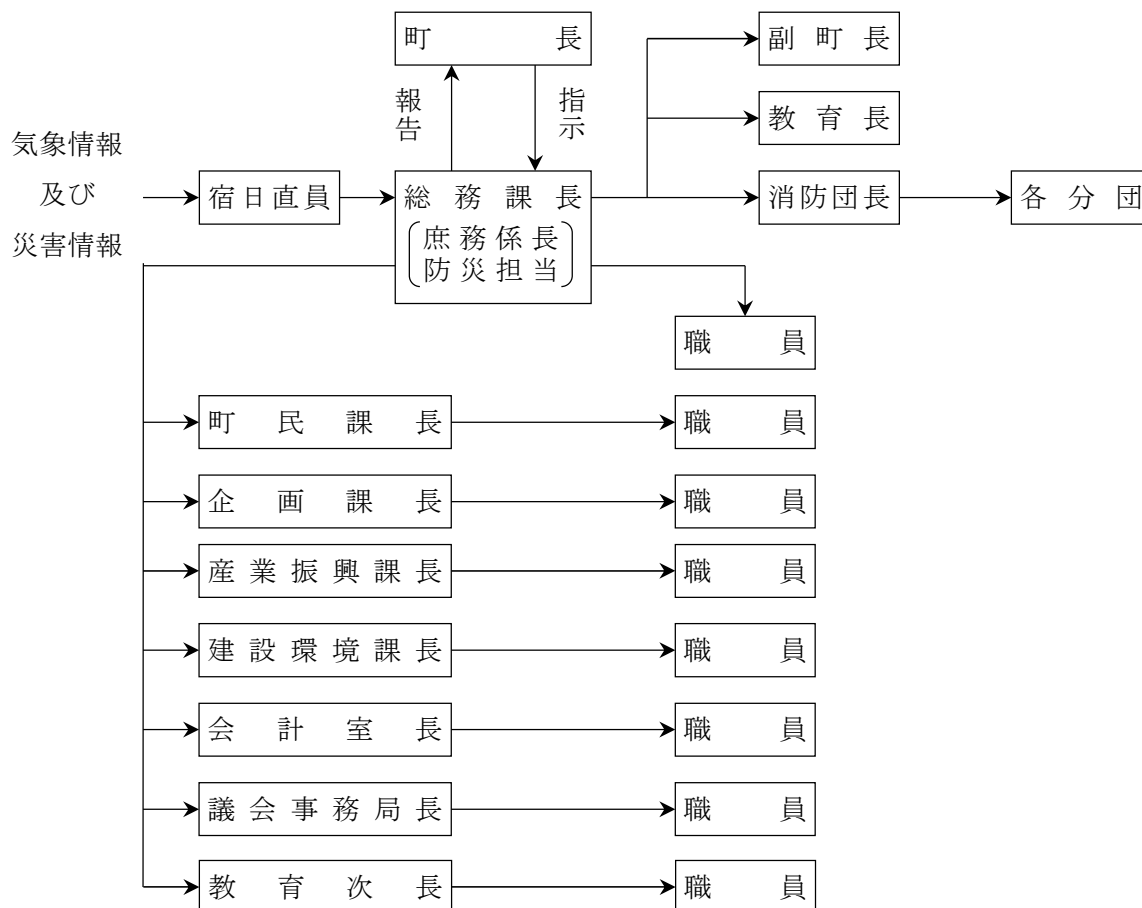 町長
副町長
報告
指示
教育長
気象情報
及び
災害情報
宿日直員
総務課長
庶務係長
防災担当
消防団長
各分団
職員
町民課長
職員
企画課長
職員
産業振興課長
職員
建設環境課長
職員
会計室長
職員
議会事務局長
職員
教育次長
職員